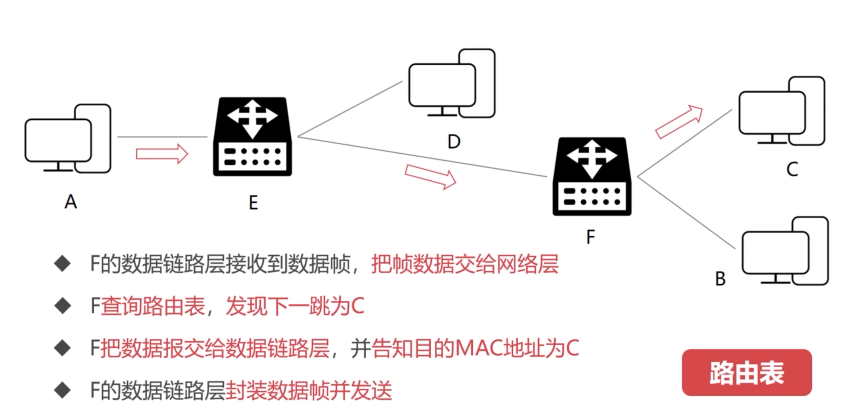 D
A
E
C
F
B
F的数据链路层接收到数据帧，把帧数据交给网络层
F查询路由表，发现下一跳为C
F把数据报交给数据链路层，并告知目的MAC地址为C
F的数据链路层封装数据帧并发送
路由表